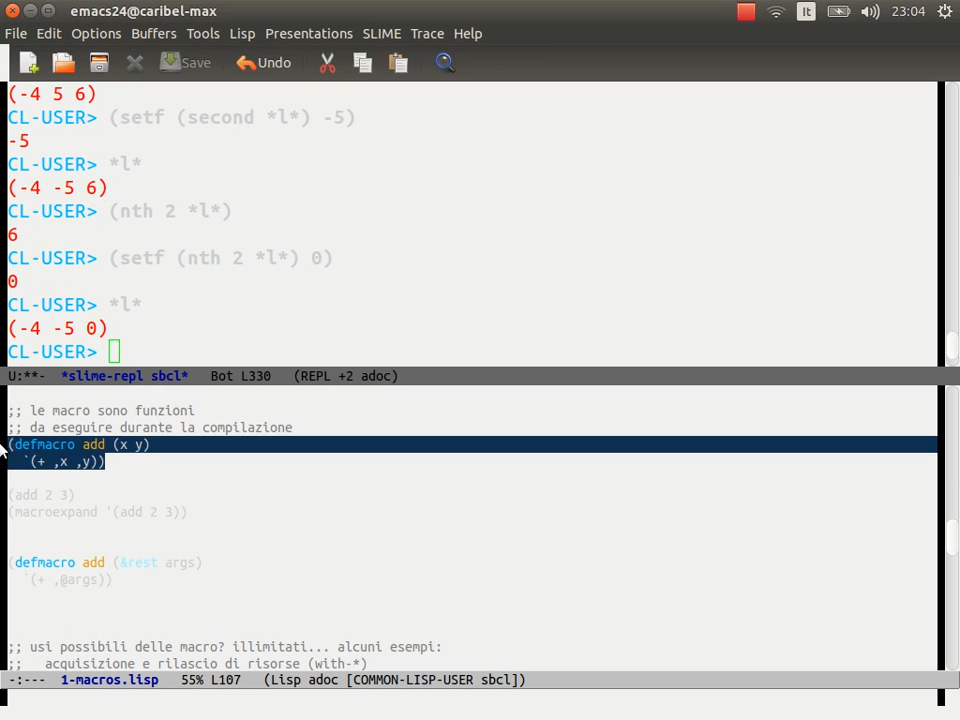 emacs24@caribel-max It 23:04
File Edit Options Buffers Tools Lisp Presentations SLIME Trace Help
Save Undo
(-4 5 6)
CL-USER> (setf (second *l*) -5)
-5
CL-USER> *l*
(-4 -5 6)
CL-USER> (nth 2 *l*)
6
CL-USER> (setf (nth 2 *l*) 0)
0
CL-USER> *l*
(-4 -5 0)
CL-USER>
U:**- *slime-repl sbcl* Bot L330 (REPL +2 adoc)
;; le macro sono funzioni
;; da eseguire durante la compilazione
(defmacro add (x y)
`(+ ,x ,y))
(add 2 3)
(macroexpand '(add 2 3))
(defmacro add (&rest args)
`(+ ,@args))
;; usi possibili delle macro? illimitati... alcuni esempi:
;; acquisizione e rilascio di risorse (with-*)
-:--- 1-macros.lisp 55% L107 (Lisp adoc [COMMON-LISP-USER sbcl])